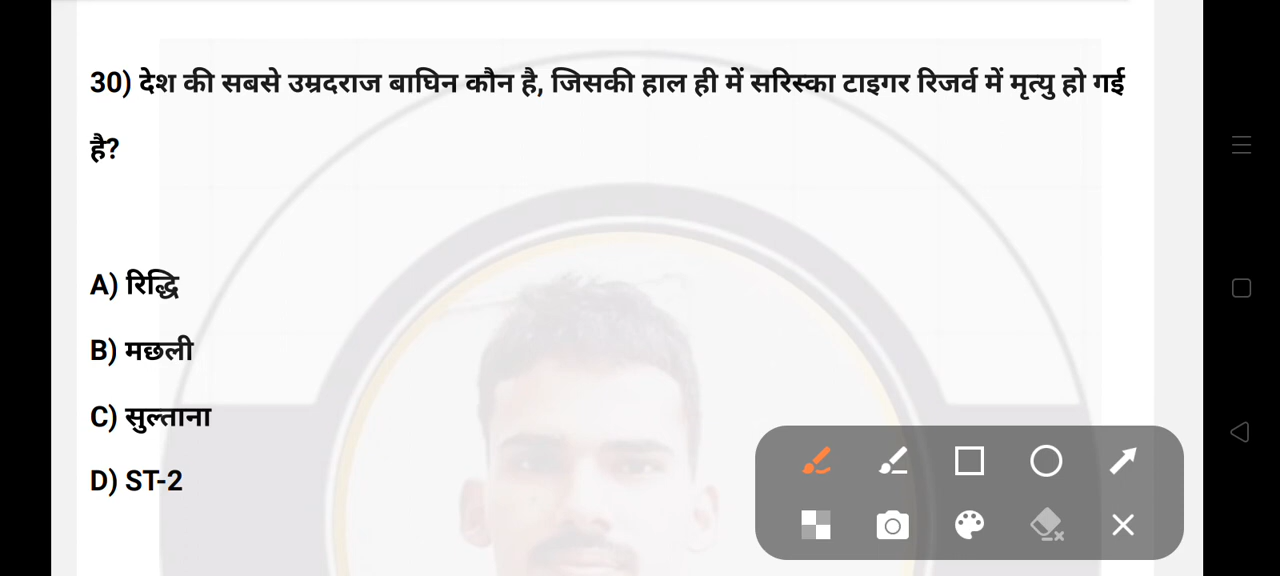 30) देश की सबसे उम्रदराज बाघिन कौन है, जिसकी हाल ही में सरिस्का टाइगर रिजर्व में मृत्यु हो गई
है?
A) रिद्धि
B) मछली
C) सुल्ताना
D) ST-2